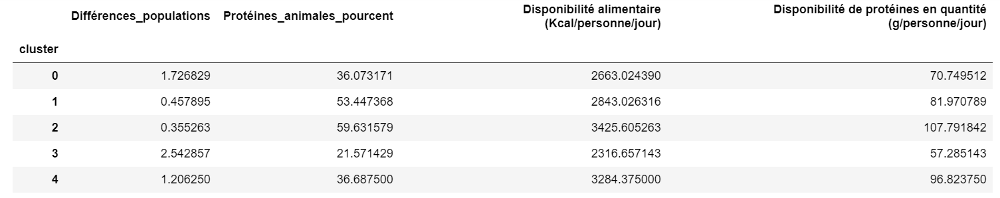 Différences_populations Protéines_animales_pourcent Disponibilité alimentaire (Kcal/personne/jour) Disponibilité de protéines en quantité (g/personne/jour)
cluster
0 1.726829 36.073171 2663.024390 70.749512
1 0.457895 53.447368 2843.026316 81.970789
2 0.355263 59.631579 3425.605263 107.791842
3 2.542857 21.571429 2316.657143 57.285143
4 1.206250 36.687500 3284.375000 96.823750